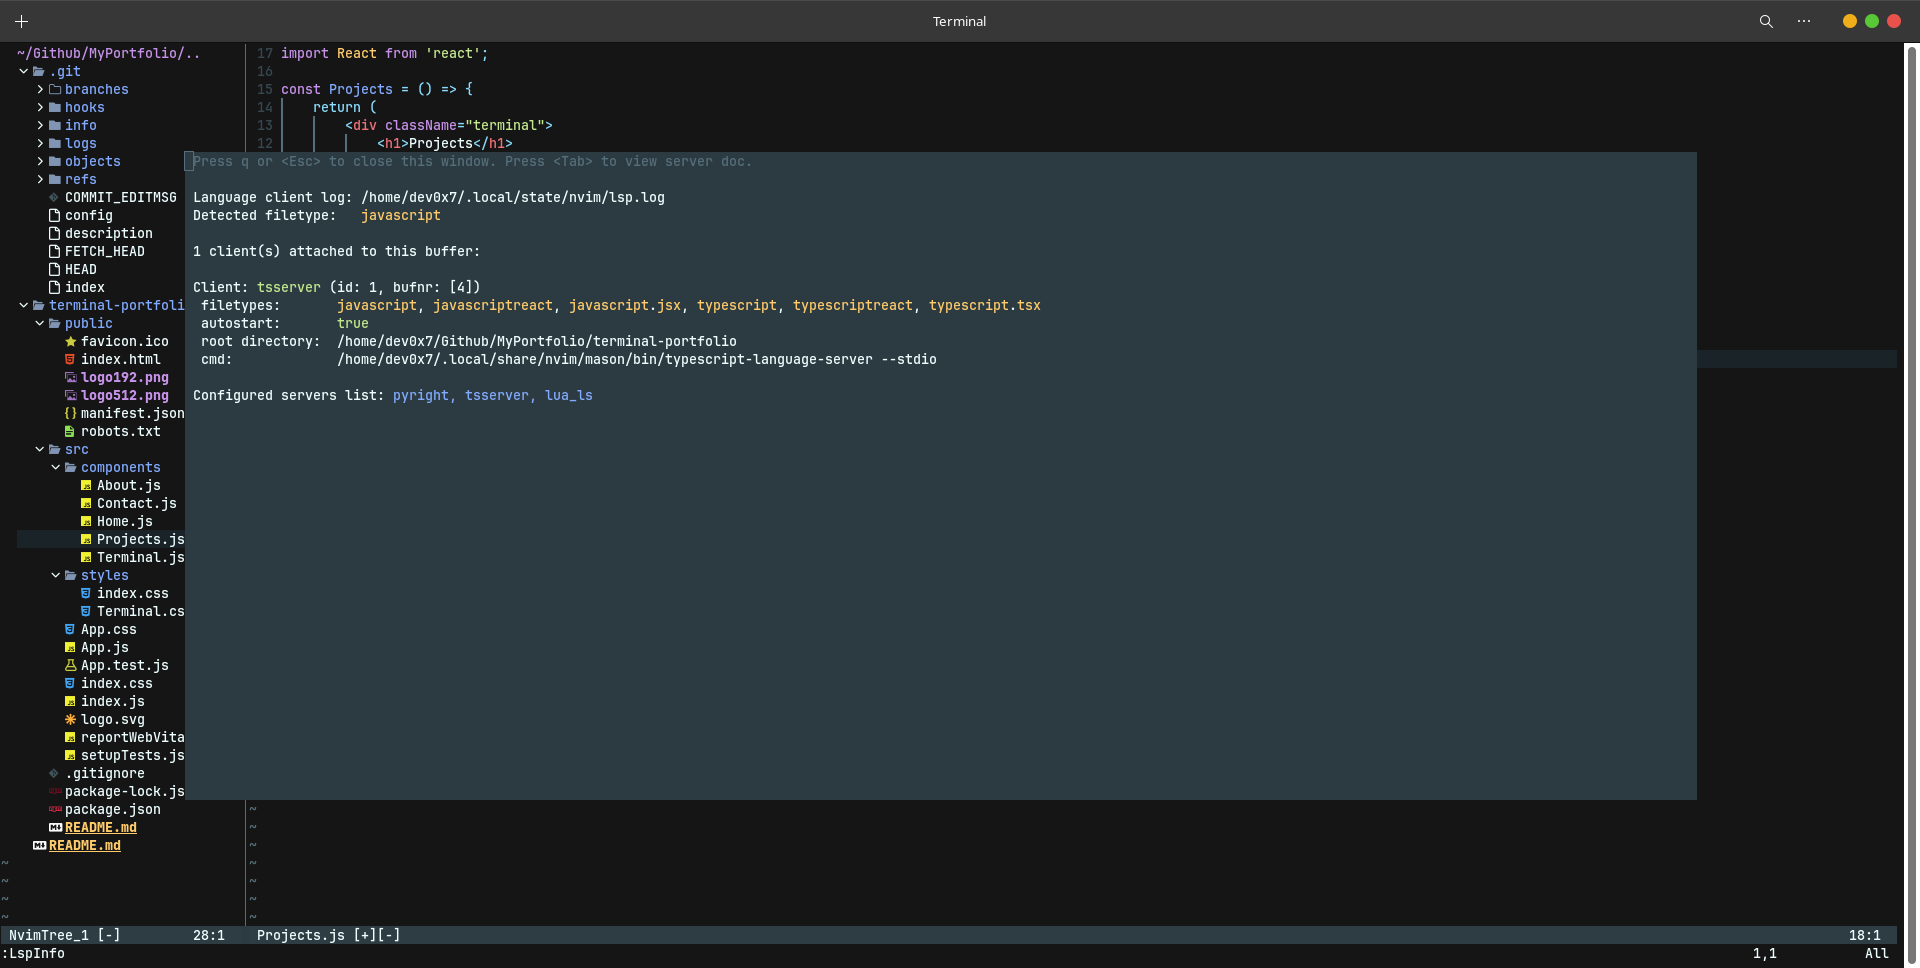 Terminal
~/Github/MyPortfolio/..
.git
branches
hooks
info
logs
objects
refs
COMMIT_EDITMSG
config
description
FETCH_HEAD
HEAD
index
terminal-portfoli
public
favicon.ico
index.html
logo192.png
logo512.png
manifest.json
robots.txt
src
components
About.js
Contact.js
Home.js
Projects.js
Terminal.js
styles
index.css
Terminal.cs
App.css
App.js
App.test.js
index.css
index.js
logo.svg
reportWebVita
setupTests.js
.gitignore
package-lock.js
package.json
README.md
README.md
~
~
~
~
17 import React from 'react';
16
15 const Projects = () => {
14 return (
13 <div className="terminal">
12 <h1>Projects</h1>
Press q or <Esc> to close this window. Press <Tab> to view server doc.
Language client log: /home/dev0x7/.local/state/nvim/lsp.log
Detected filetype: javascript
1 client(s) attached to this buffer:
Client: tsserver (id: 1, bufnr: [4])
filetypes: javascript, javascriptreact, javascript.jsx, typescript, typescriptreact, typescript.tsx
autostart: true
root directory: /home/dev0x7/Github/MyPortfolio/terminal-portfolio
cmd: /home/dev0x7/.local/share/nvim/mason/bin/typescript-language-server --stdio
Configured servers list: pyright, tsserver, lua_ls
~
~
~
~
~
~
~
NvimTree_1 [-] 28:1 Projects.js [+][-] 18:1
:LspInfo 1,1 All